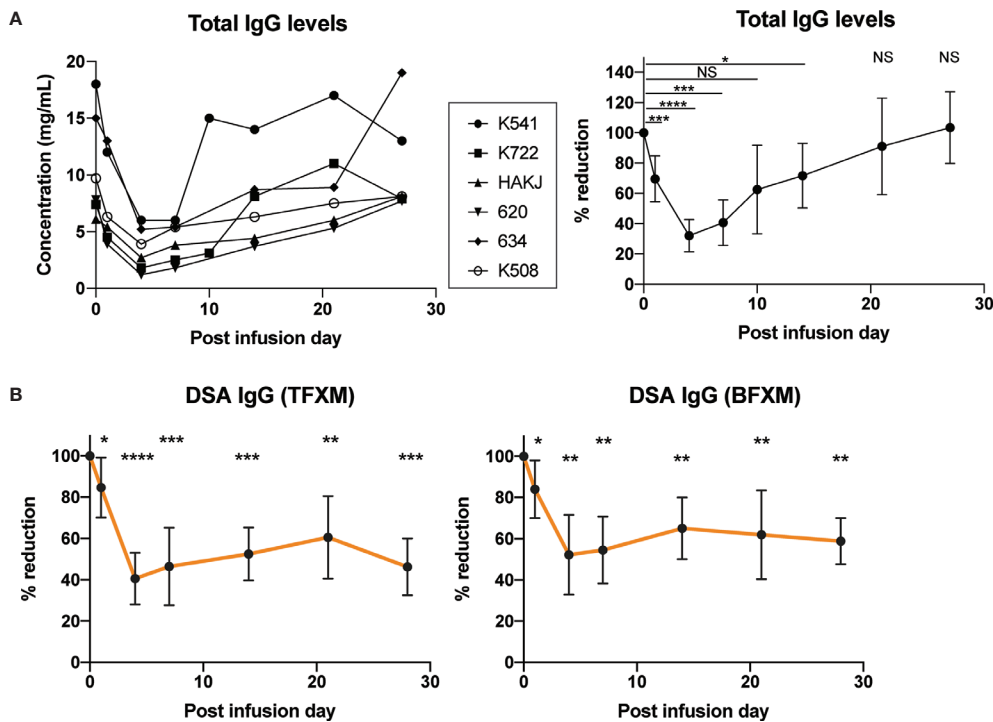 A
Total IgG levels
Concentration (mg/mL)
20
15
10
5
0
0 10 20 30
Post infusion day
K541
K722
HAKJ
620
634
K508
Total IgG levels
% reduction
140
120
100
80
60
40
20
0
*
NS
***
****
***
NS NS
0 10 20 30
Post infusion day
B
DSA IgG (TFXM)
% reduction
100
80
60
40
20
0
* *** **
**** *** ***
0 10 20 30
Post infusion day
DSA IgG (BFXM)
% reduction
100
80
60
40
20
0
* ** **
** ** **
0 10 20 30
Post infusion day